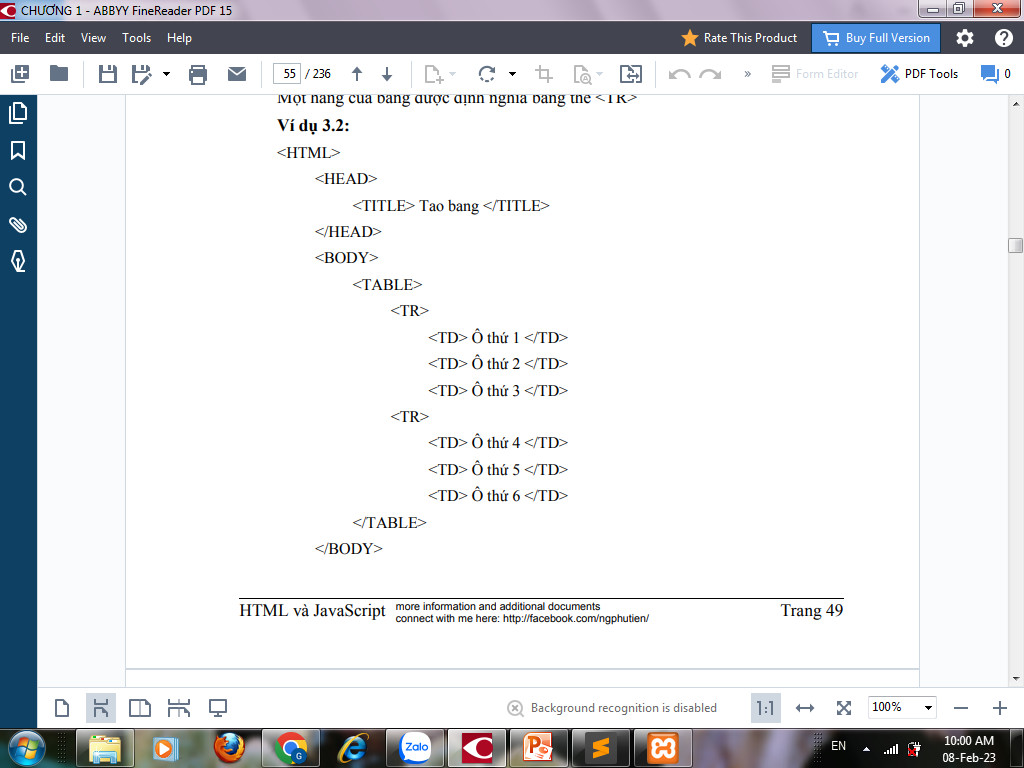 CHƯƠNG 1 - ABBYY FineReader PDF 15
File Edit View Tools Help Rate This Product Buy Full Version
55 / 236 » Form Editor PDF Tools 0
Một hàng của bảng được định nghĩa bằng thẻ <TR>
Ví dụ 3.2:
<HTML>
<HEAD>
<TITLE> Tao bang </TITLE>
</HEAD>
<BODY>
<TABLE>
<TR>
<TD> Ô thứ 1 </TD>
<TD> Ô thứ 2 </TD>
<TD> Ô thứ 3 </TD>
<TR>
<TD> Ô thứ 4 </TD>
<TD> Ô thứ 5 </TD>
<TD> Ô thứ 6 </TD>
</TABLE>
</BODY>
HTML và JavaScript more information and additional documents
connect with me here: http://facebook.com/ngphutien/
Trang 49
Background recognition is disabled 1:1 100%
Zalo
EN 10:00 AM
08-Feb-23